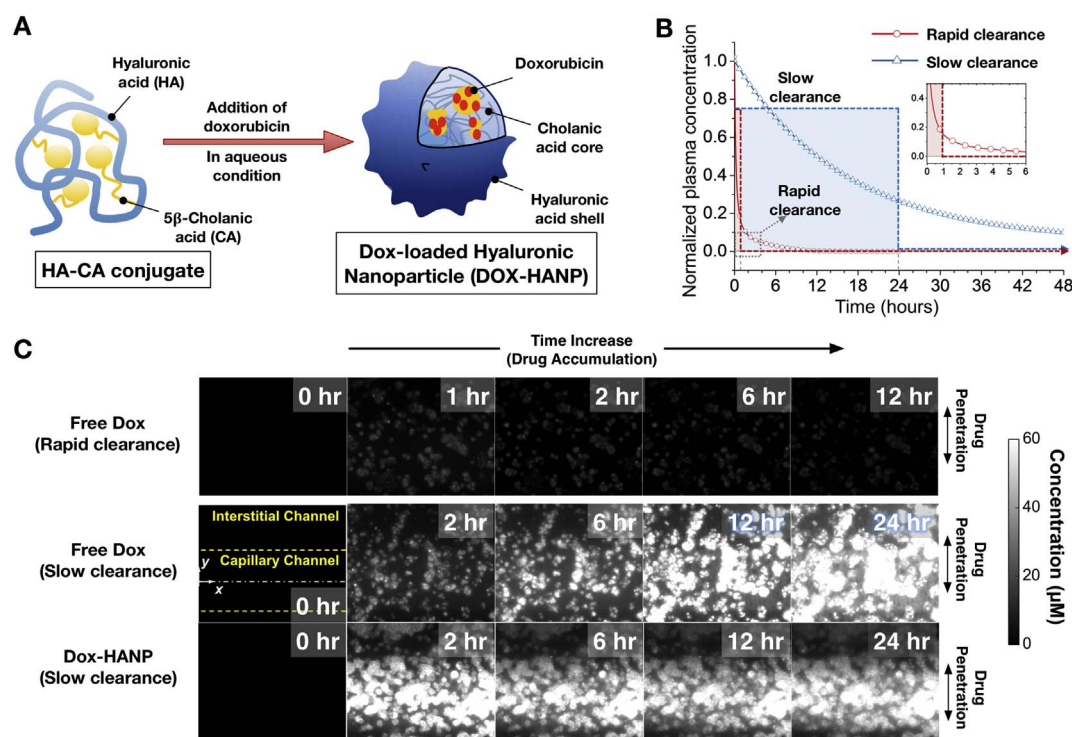 A
Hyaluronic
acid (HA)
Addition of
doxorubicin
In aqueous
condition
5β-Cholanic
acid (CA)
HA-CA conjugate
Doxorubicin
Cholanic
acid core
Hyaluronic
acid shell
Dox-loaded Hyaluronic
Nanoparticle (DOX-HANP)
B
Rapid clearance
Slow clearance
Normalized plasma concentration
1.0
0.8
0.6
0.4
0.2
0.0
Slow
clearance
Rapid
clearance
0.4
0.2
0.0
0 1 2 3 4 5 6
0 6 12 18 24 30 36 42 48
Time (hours)
C
Time Increase
(Drug Accumulation)
Free Dox
(Rapid clearance)
0 hr 1 hr 2 hr 6 hr 12 hr
Drug
Penetration
Free Dox
(Slow clearance)
Interstitial Channel
Capillary Channel
y
x
0 hr 2 hr 6 hr 12 hr 24 hr
Drug
Penetration
Dox-HANP
(Slow clearance)
0 hr 2 hr 6 hr 12 hr 24 hr
Drug
Penetration
60
40
20
0
Concentration (μM)